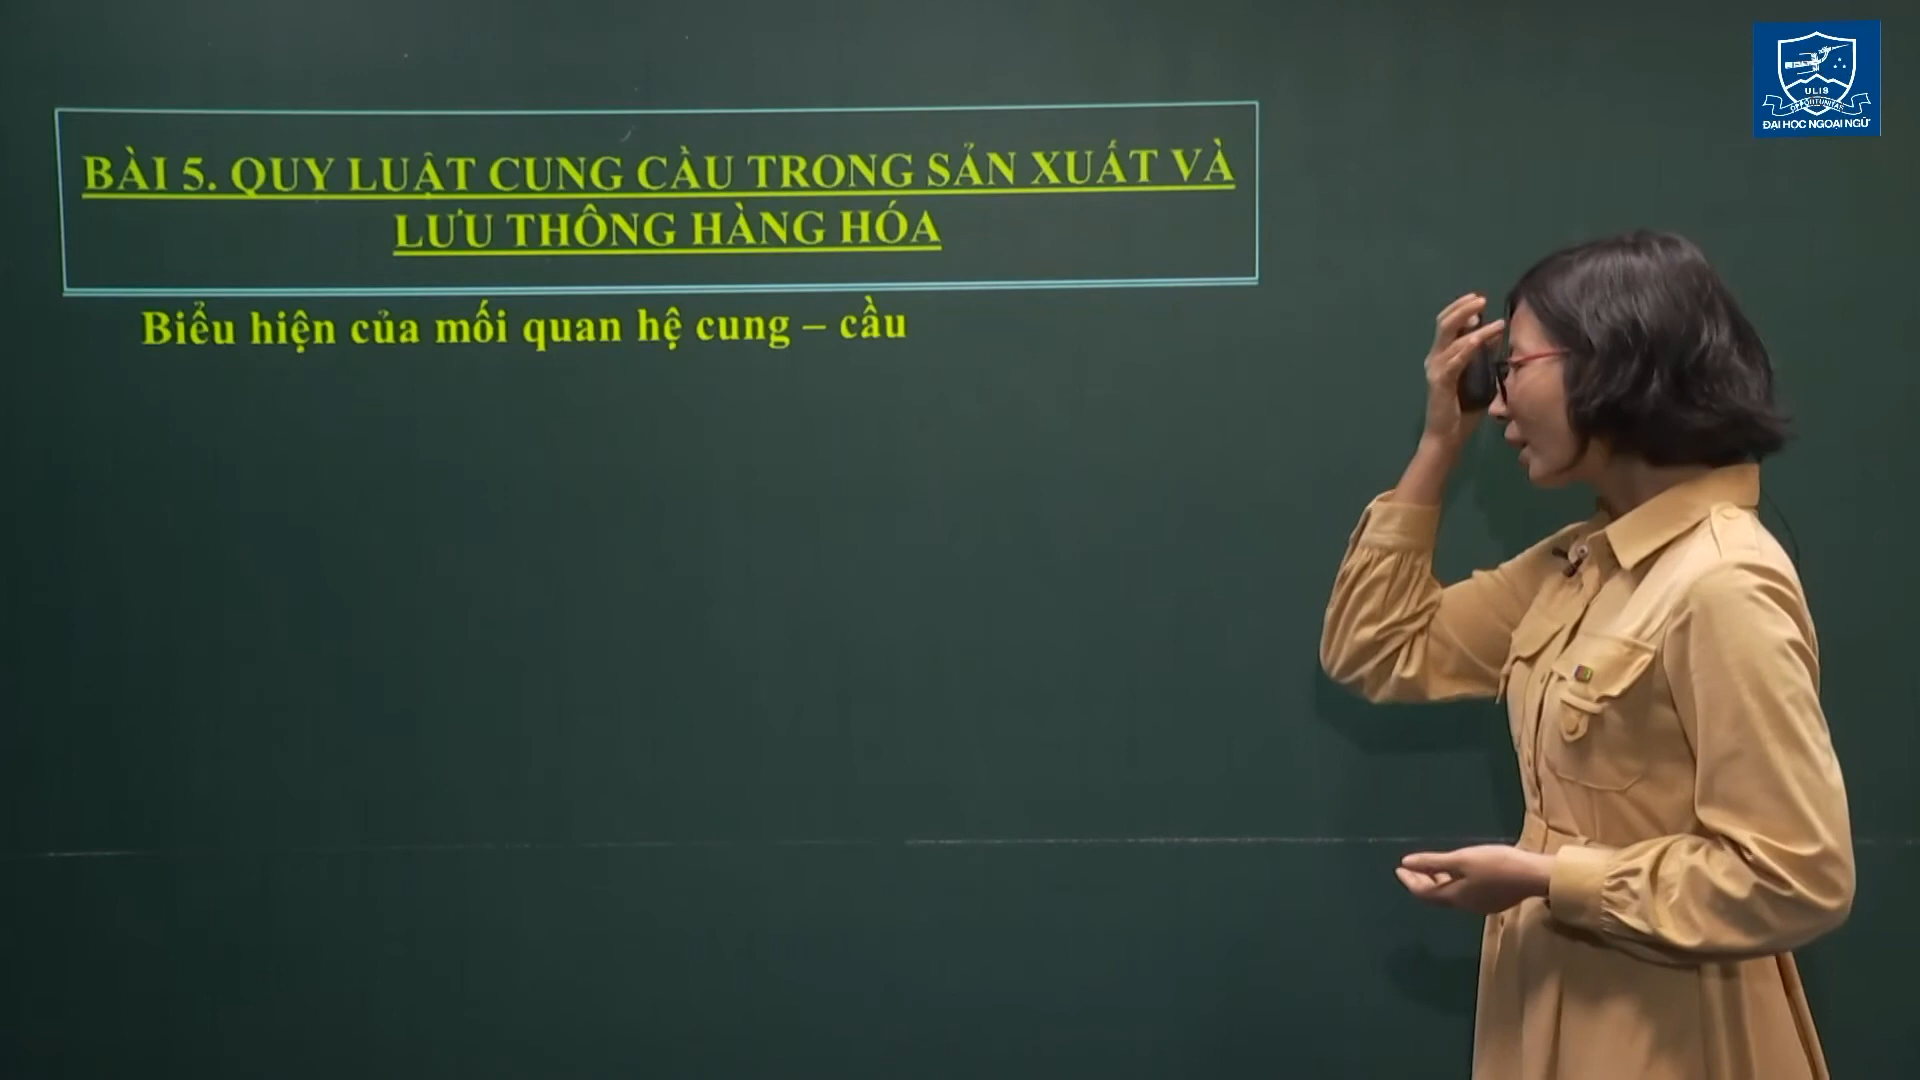 BÀI 5. QUY LUẬT CUNG CẦU TRONG SẢN XUẤT VÀ
LƯU THÔNG HÀNG HÓA
Biểu hiện của mối quan hệ cung – cầu
ULIS
OPPORTUNITAS
ĐẠI HỌC NGOẠI NGỮ